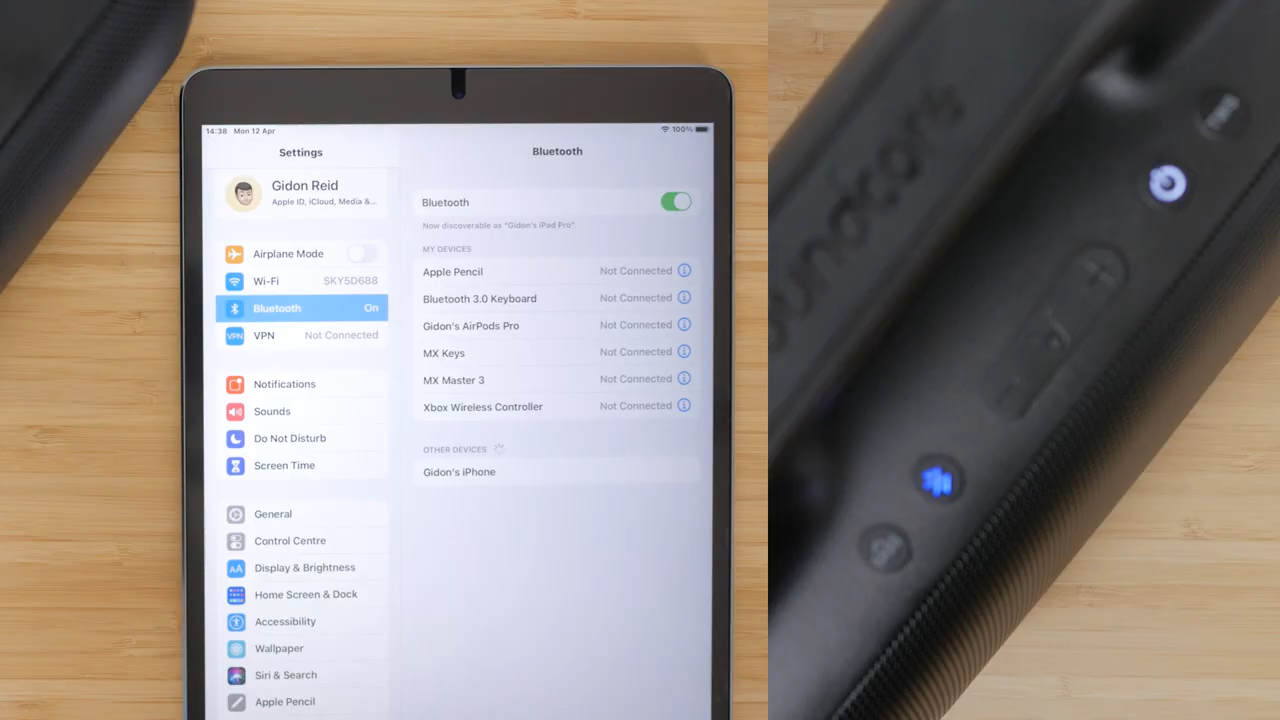 14:38 Mon 12 Apr
100%
Settings
Gidon Reid
Apple ID, iCloud, Media &...
Airplane Mode
Wi-Fi SKY5D688
Bluetooth On
VPN VPN Not Connected
Notifications
Sounds
Do Not Disturb
Screen Time
General
Control Centre
AA Display & Brightness
Home Screen & Dock
Accessibility
Wallpaper
Siri & Search
Apple Pencil
Bluetooth
Bluetooth
Now discoverable as “Gidon's iPad Pro”.
MY DEVICES
Apple Pencil Not Connected
Bluetooth 3.0 Keyboard Not Connected
Gidon's AirPods Pro Not Connected
MX Keys Not Connected
MX Master 3 Not Connected
Xbox Wireless Controller Not Connected
OTHER DEVICES
Gidon's iPhone
soundcore